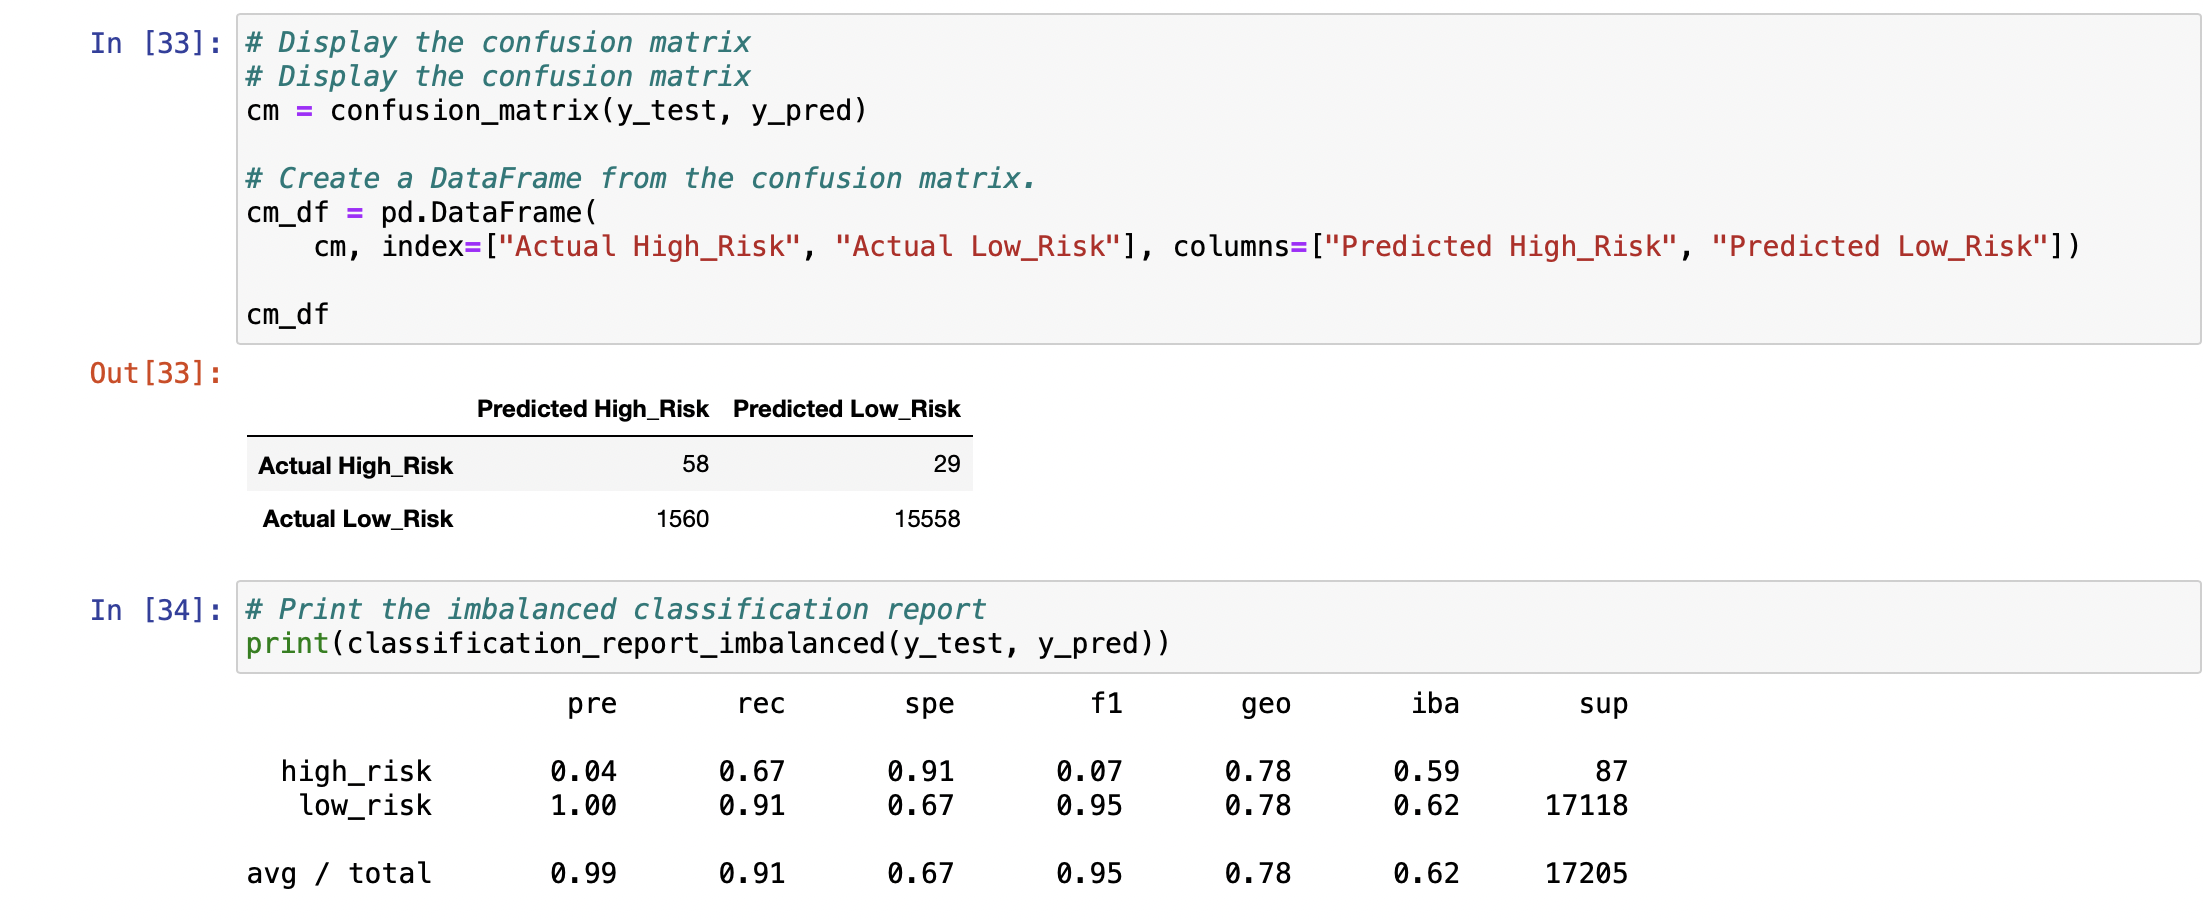 In [33]: # Display the confusion matrix
# Display the confusion matrix
cm = confusion_matrix(y_test, y_pred)
# Create a DataFrame from the confusion matrix.
cm_df = pd.DataFrame(
    cm, index=["Actual High_Risk", "Actual Low_Risk"], columns=["Predicted High_Risk", "Predicted Low_Risk"])
cm_df
Out[33]:
Predicted High_Risk Predicted Low_Risk
Actual High_Risk 58 29
Actual Low_Risk 1560 15558
In [34]: # Print the imbalanced classification report
print(classification_report_imbalanced(y_test, y_pred))
pre rec spe f1 geo iba sup
high_risk 0.04 0.67 0.91 0.07 0.78 0.59 87
low_risk 1.00 0.91 0.67 0.95 0.78 0.62 17118
avg / total 0.99 0.91 0.67 0.95 0.78 0.62 17205